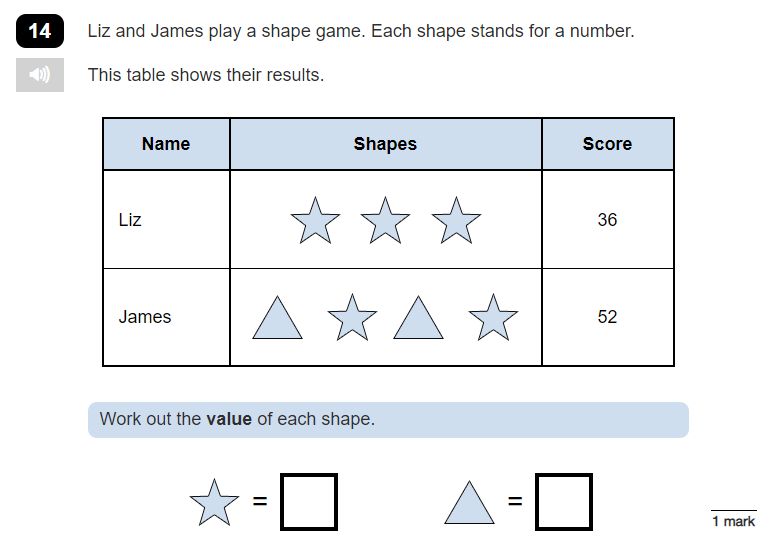 14 Liz and James play a shape game. Each shape stands for a number.
This table shows their results.
Name Shapes Score
Liz 36
James 52
Work out the value of each shape.
= =
1 mark